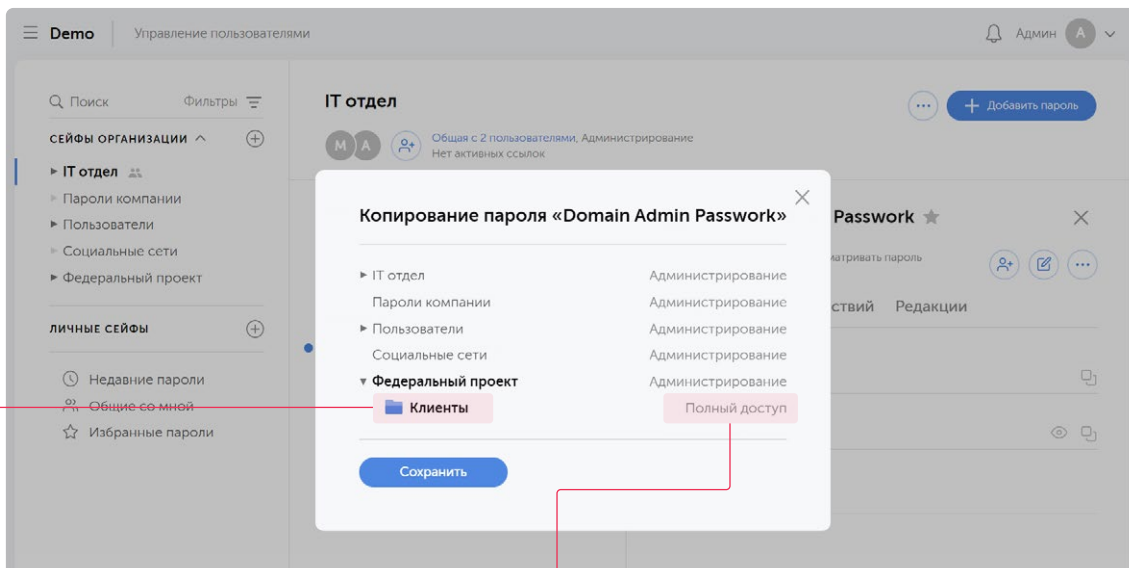 Demo
Управление пользователями
Админ
А
Поиск
Фильтры
СЕЙФЫ ОРГАНИЗАЦИИ
IT отдел
Пароли компании
Пользователи
Социальные сети
Федеральный проект
ЛИЧНЫЕ СЕЙФЫ
Недавние пароли
Общие со мной
Избранные пароли
IT отдел
Добавить пароль
М А
Общая с 2 пользователями, Администрирование
Нет активных ссылок
Копирование пароля «Domain Admin Passwork»
IT отдел Администрирование
Пароли компании Администрирование
Пользователи Администрирование
Социальные сети Администрирование
Федеральный проект Администрирование
Клиенты Полный доступ
Сохранить
Passwork
пароль
Редакции